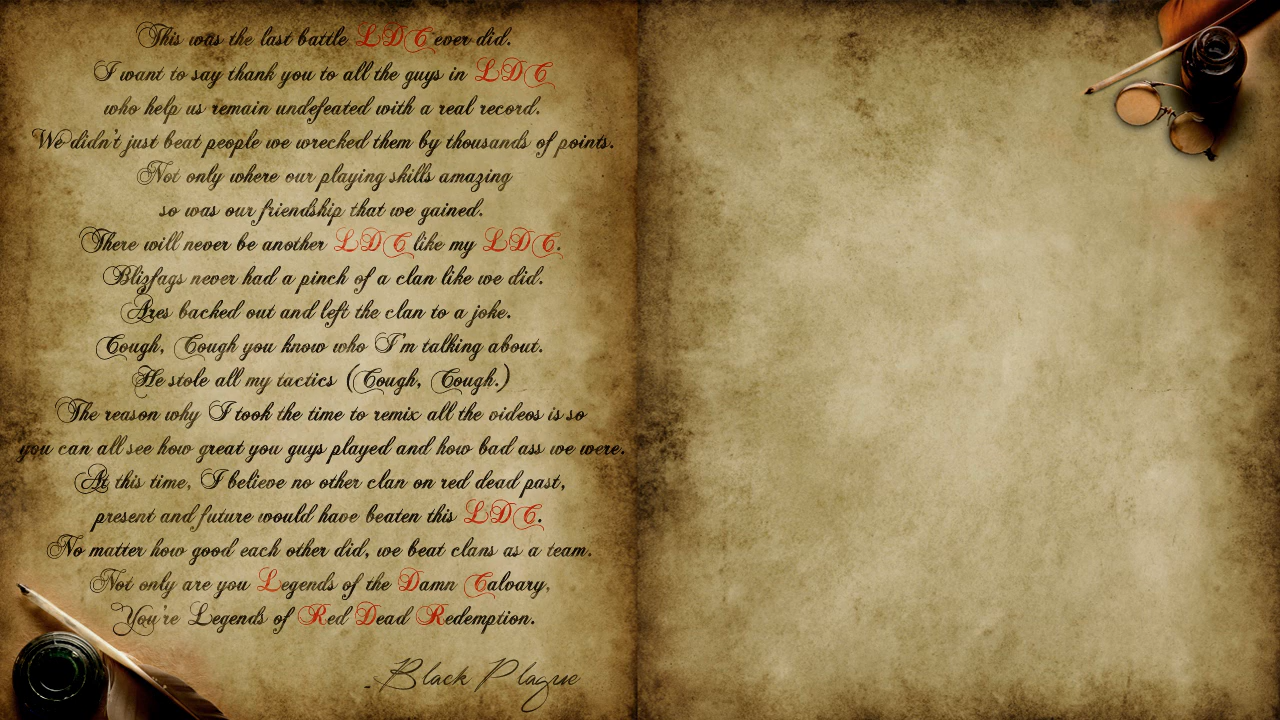 This was the last battle LDC ever did.
I want to say thank you to all the guys in LDC
who help us remain undefeated with a real record.
We didn't just beat people we wrecked them by thousands of points.
Not only where our playing skills amazing
so was our friendship that we gained.
There will never be another LDC like my LDC.
Blizfags never had a pinch of a clan like we did.
Ares backed out and left the clan to a joke.
Cough, Cough you know who I'm talking about.
He stole all my tactics (Cough, Cough.)
The reason why I took the time to remix all the videos is so
you can all see how great you guys played and how bad ass we were.
At this time, I believe no other clan on red dead past,
present and future would have beaten this LDC.
No matter how good each other did, we beat clans as a team.
Not only are you Legends of the Damn Calvary,
You're Legends of Red Dead Redemption.
-Black Plague